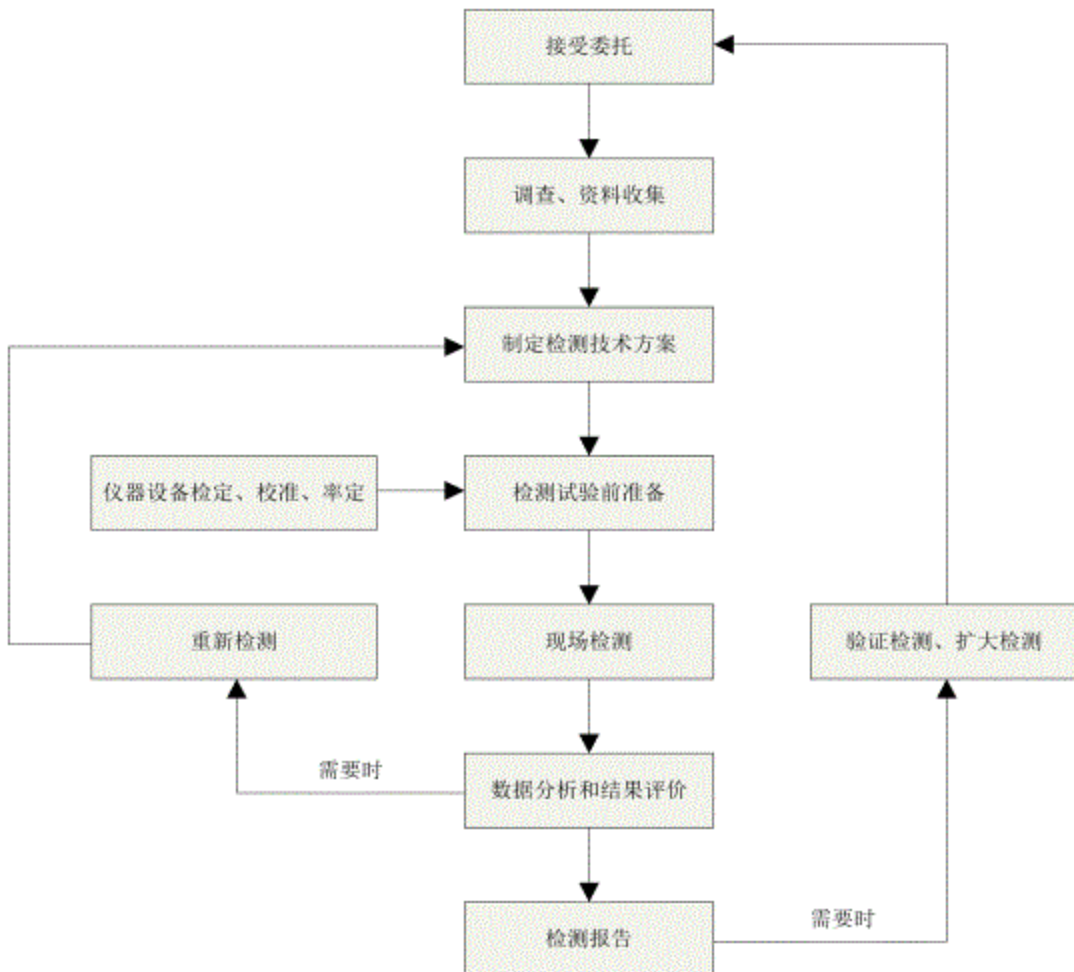 接受委托
调查、资料收集
制定检测技术方案
仪器设备检定、校准、率定
检测试验前准备
重新检测
现场检测
验证检测、扩大检测
需要时
数据分析和结果评价
检测报告
需要时